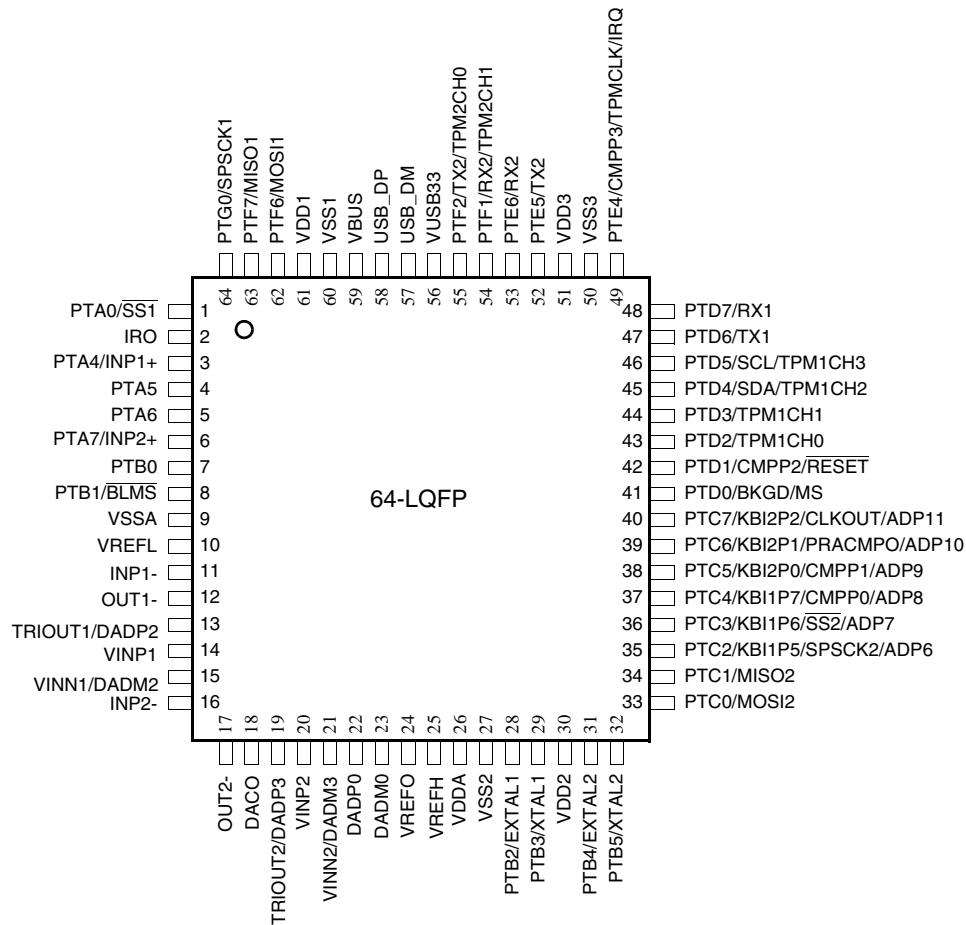 PTG0/SPSCK1
PTF7/MISO1
PTF6/MOSI1
VDD1
VSS1
VBUS
USB_DP
USB_DM
VUSB33
PTF2/TX2/TPM2CH0
PTF1/RX2/TPM2CH1
PTE6/RX2
PTE5/TX2
VDD3
VSS3
PTE4/CMPP3/TPMCLK/IRQ
64 63 62 61 60 59 58 57 56 55 54 53 52 51 50 49
PTA0/SS1 1
IRO 2
PTA4/INP1+ 3
PTA5 4
PTA6 5
PTA7/INP2+ 6
PTB0 7
PTB1/BLMS 8
VSSA 9
VREFL 10
INP1- 11
OUT1- 12
TRIOUT1/DADP2 13
VINP1 14
VINN1/DADM2 15
INP2- 16
64-LQFP
48 PTD7/RX1
47 PTD6/TX1
46 PTD5/SCL/TPM1CH3
45 PTD4/SDA/TPM1CH2
44 PTD3/TPM1CH1
43 PTD2/TPM1CH0
42 PTD1/CMPP2/RESET
41 PTD0/BKGD/MS
40 PTC7/KBI2P2/CLKOUT/ADP11
39 PTC6/KBI2P1/PRACMPO/ADP10
38 PTC5/KBI2P0/CMPP1/ADP9
37 PTC4/KBI1P7/CMPP0/ADP8
36 PTC3/KBI1P6/SS2/ADP7
35 PTC2/KBI1P5/SPSCK2/ADP6
34 PTC1/MISO2
33 PTC0/MOSI2
17 18 19 20 21 22 23 24 25 26 27 28 29 30 31 32
OUT2-
DACO
TRIOUT2/DADP3
VINP2
VINN2/DADM3
DADP0
DADM0
VREFO
VREFH
VDDA
VSS2
PTB2/EXTAL1
PTB3/XTAL1
VDD2
PTB4/EXTAL2
PTB5/XTAL2